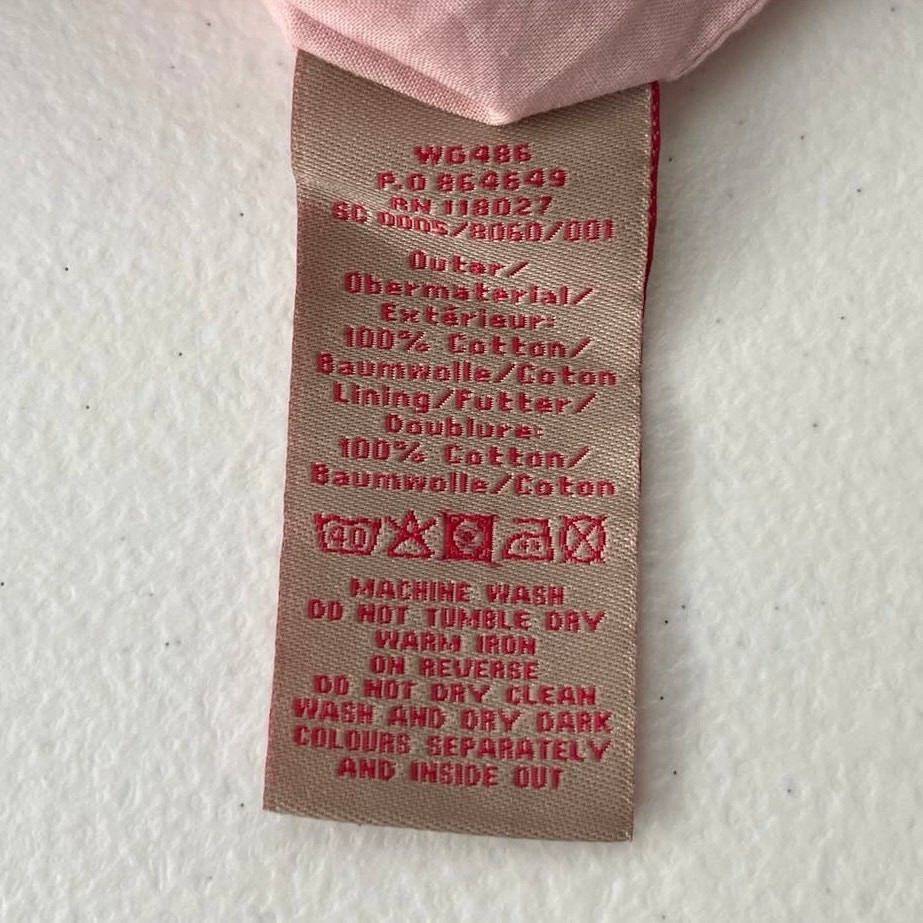 WG486
P.O 864649
RN 118027
SC 0005/8060/001
Outer/
Obermaterial/
Extérieur:
100% Cotton/
Baumwolle/Coton
Lining/Futter/
Doublure:
100% Cotton/
Baumwolle/Coton
40
MACHINE WASH
DO NOT TUMBLE DRY
WARM IRON
ON REVERSE
DO NOT DRY CLEAN
WASH AND DRY DARK
COLOURS SEPARATELY
AND INSIDE OUT